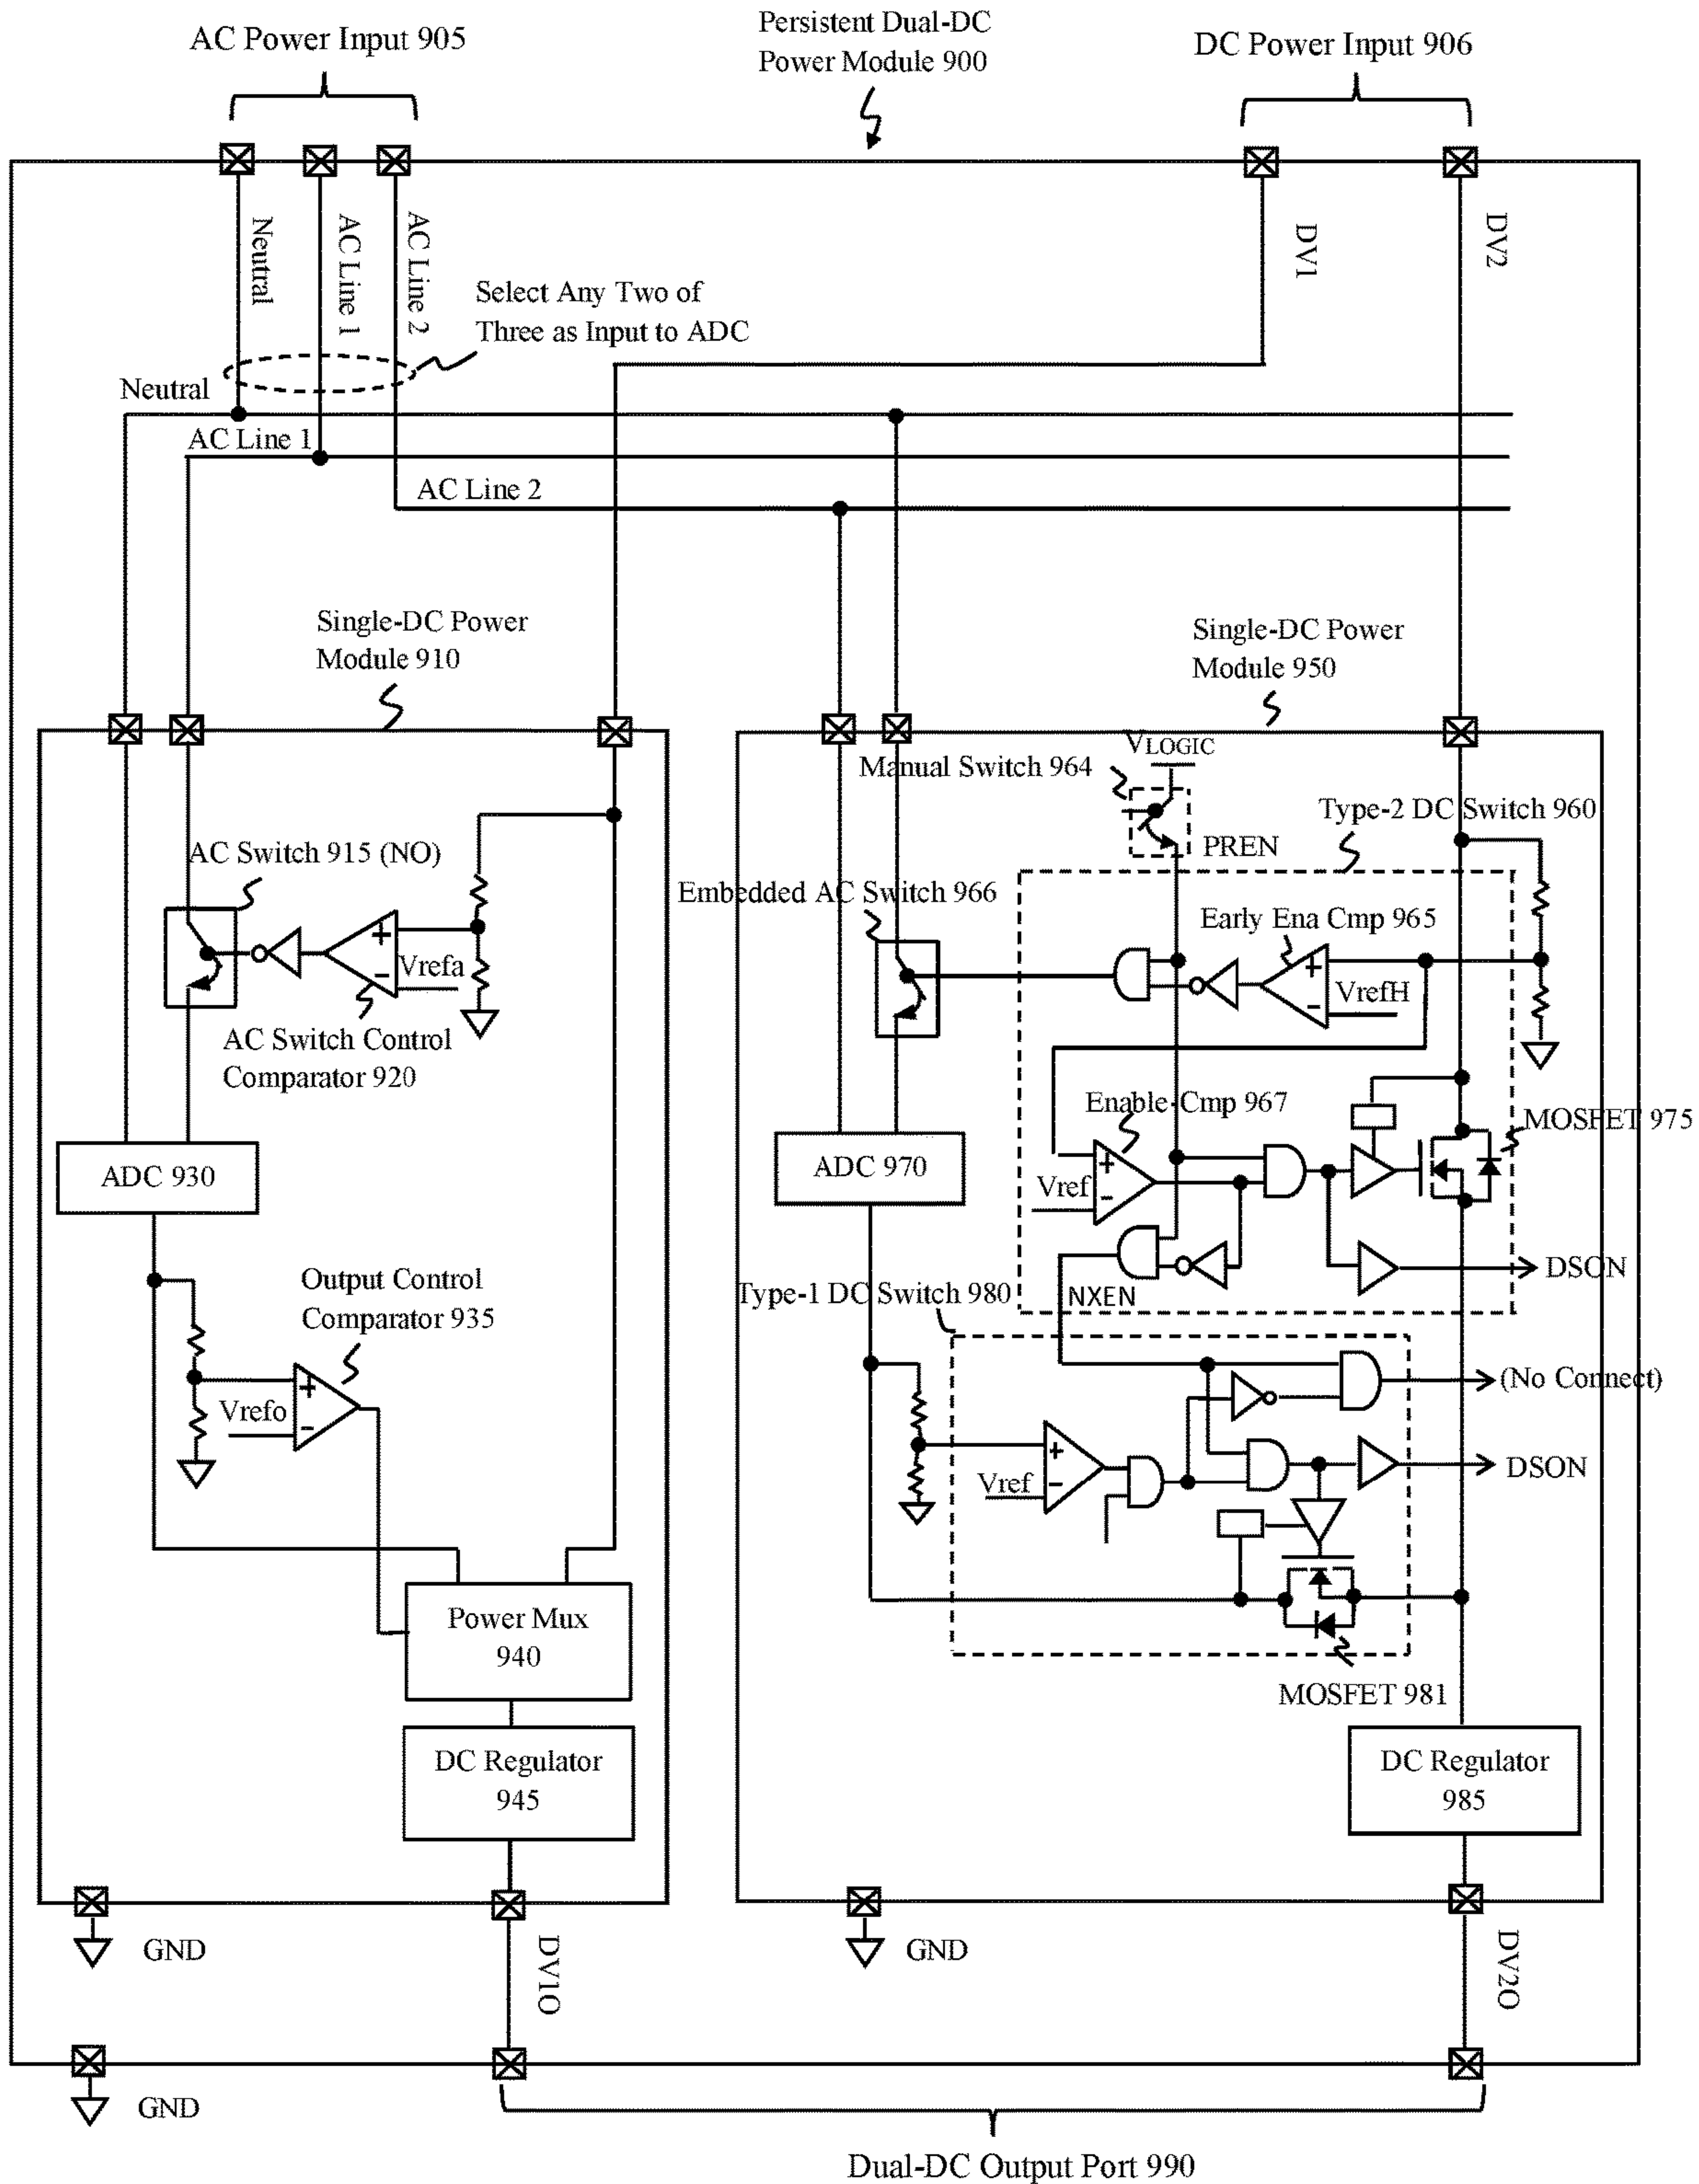 AC Power Input 905
Persistent Dual-DC
Power Module 900
DC Power Input 906
Neutral
AC Line 1
AC Line 2
DV1
DV2
Select Any Two of
Three as Input to ADC
Neutral
AC Line 1
AC Line 2
Single-DC Power
Module 910
Single-DC Power
Module 950
VLOGIC
Manual Switch 964
Type-2 DC Switch 960
PREN
AC Switch 915 (NO)
Embedded AC Switch 966
Early Ena Cmp 965
+
-
Vrefa
+
-
VrefH
AC Switch Control
Comparator 920
Enable-Cmp 967
MOSFET 975
ADC 930
ADC 970
+
-
Vref
Output Control
Comparator 935
DSON
Type-1 DC Switch 980
NXEN
(No Connect)
+
-
Vrefo
+
-
Vref
DSON
Power Mux
940
MOSFET 981
DC Regulator
945
DC Regulator
985
GND
DV1O
GND
DV2O
GND
Dual-DC Output Port 990